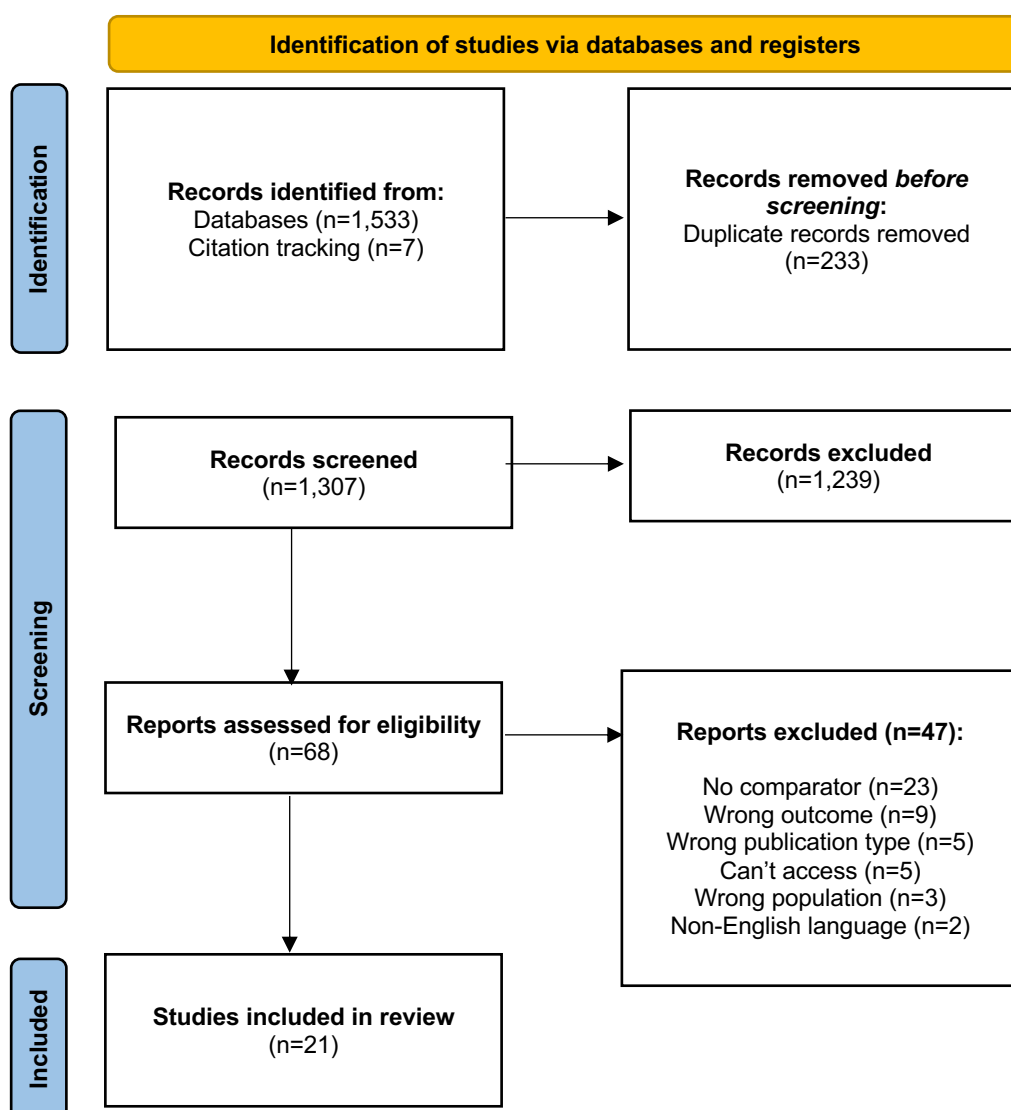 Identification of studies via databases and registers
Identification
Records identified from:
Databases (n=1,533)
Citation tracking (n=7)
Records removed before
screening:
Duplicate records removed
(n=233)
Screening
Records screened
(n=1,307)
Records excluded
(n=1,239)
Reports assessed for eligibility
(n=68)
Reports excluded (n=47):
No comparator (n=23)
Wrong outcome (n=9)
Wrong publication type (n=5)
Can’t access (n=5)
Wrong population (n=3)
Non-English language (n=2)
Included
Studies included in review
(n=21)